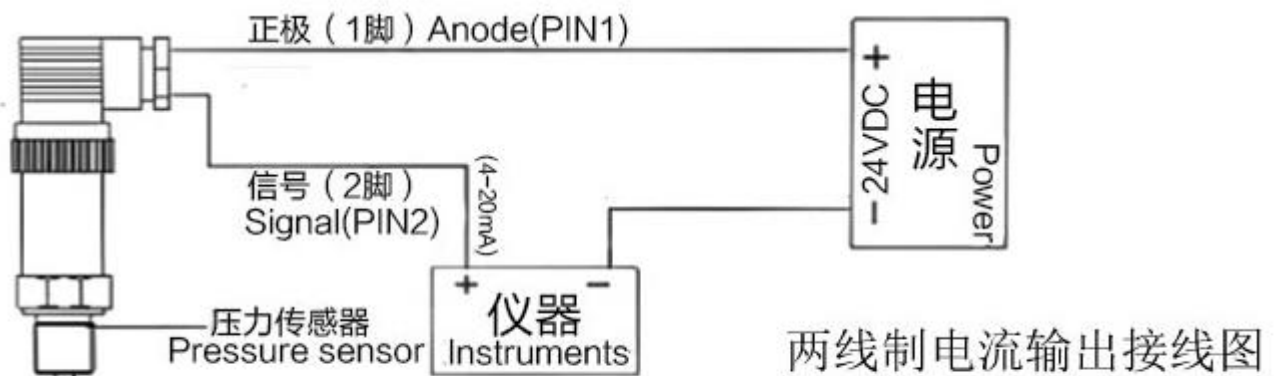 正极（1脚）Anode(PIN1)
信号（2脚）
Signal(PIN2)
(4-20mA)
+
仪器
−
Instruments
压力传感器
Pressure sensor
− 24VDC +
电源
Power
两线制电流输出接线图